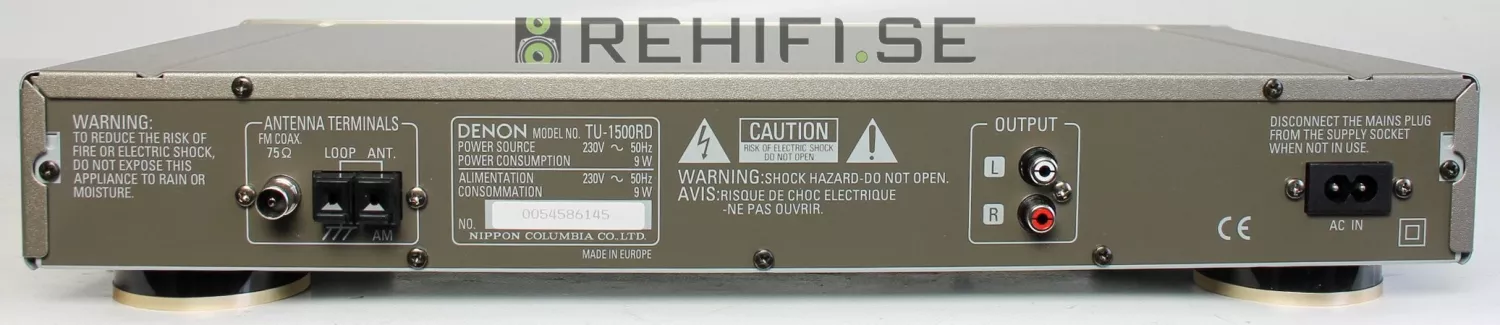 REHIFI.SE
WARNING:
TO REDUCE THE RISK OF
FIRE OR ELECTRIC SHOCK,
DO NOT EXPOSE THIS
APPLIANCE TO RAIN OR
MOISTURE.
ANTENNA TERMINALS
FM COAX.
75Ω
LOOP ANT.
AM
DENON MODEL NO. TU-1500RD
POWER SOURCE 230V ~ 50Hz
POWER CONSUMPTION 9 W
ALIMENTATION 230V ~ 50Hz
CONSOMMATION 9 W
NO. 0054586145
NIPPON COLUMBIA CO., LTD.
MADE IN EUROPE
CAUTION
RISK OF ELECTRIC SHOCK
DO NOT OPEN
WARNING:SHOCK HAZARD-DO NOT OPEN.
AVIS:RISQUE DE CHOC ELECTRIQUE
-NE PAS OUVRIR.
OUTPUT
L
R
CE
DISCONNECT THE MAINS PLUG
FROM THE SUPPLY SOCKET
WHEN NOT IN USE.
AC IN